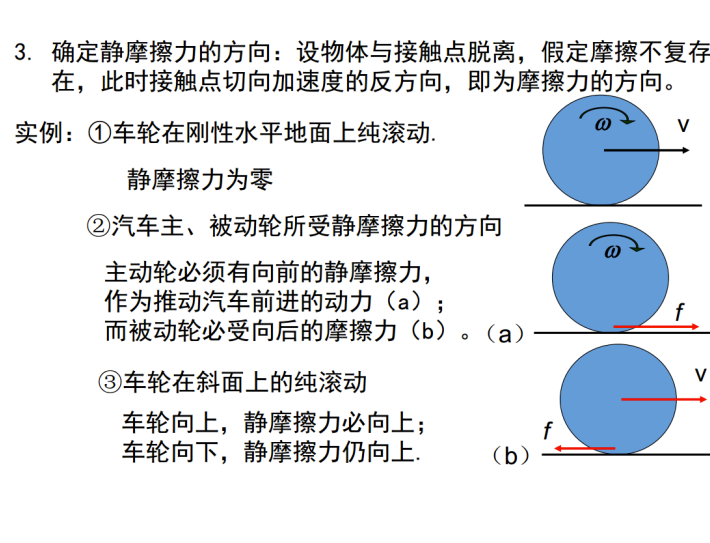 3. 确定静摩擦力的方向：设物体与接触点脱离，假定摩擦不复存
在，此时接触点切向加速度的反方向，即为摩擦力的方向。
实例：①车轮在刚性水平地面上纯滚动.
ω
v
静摩擦力为零
②汽车主、被动轮所受静摩擦力的方向
ω
主动轮必须有向前的静摩擦力，
作为推动汽车前进的动力（a）；
f
而被动轮必受向后的摩擦力（b）。
（a）
③车轮在斜面上的纯滚动
v
车轮向上，静摩擦力必向上；
f
车轮向下，静摩擦力仍向上.
（b）